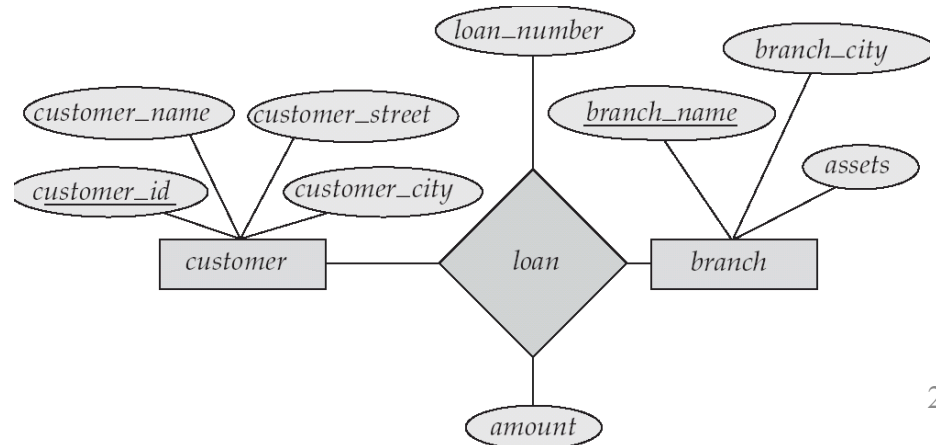 loan_number
branch_city
customer_name
customer_street
branch_name
customer_id
customer_city
assets
customer
loan
branch
amount
2